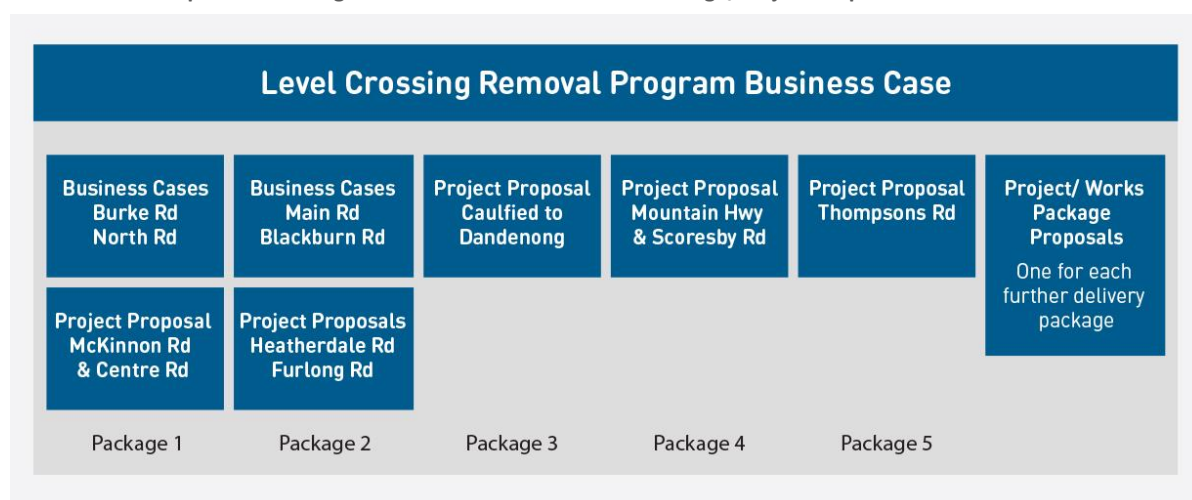 Level Crossing Removal Program Business Case
Business Cases
Burke Rd
North Rd
Business Cases
Main Rd
Blackburn Rd
Project Proposal
Caulfied to
Dandenong
Project Proposal
Mountain Hwy
& Scoresby Rd
Project Proposal
Thompsons Rd
Project/ Works
Package
Proposals
One for each
further delivery
package
Project Proposal
McKinnon Rd
& Centre Rd
Project Proposals
Heatherdale Rd
Furlong Rd
Package 1
Package 2
Package 3
Package 4
Package 5